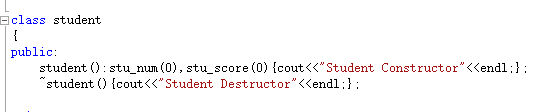 class student
{
public:
student():stu_num(0),stu_score(0){cout<<"Student Constructor"<<endl;};
~student(){cout<<"Student Destructor"<<endl;};